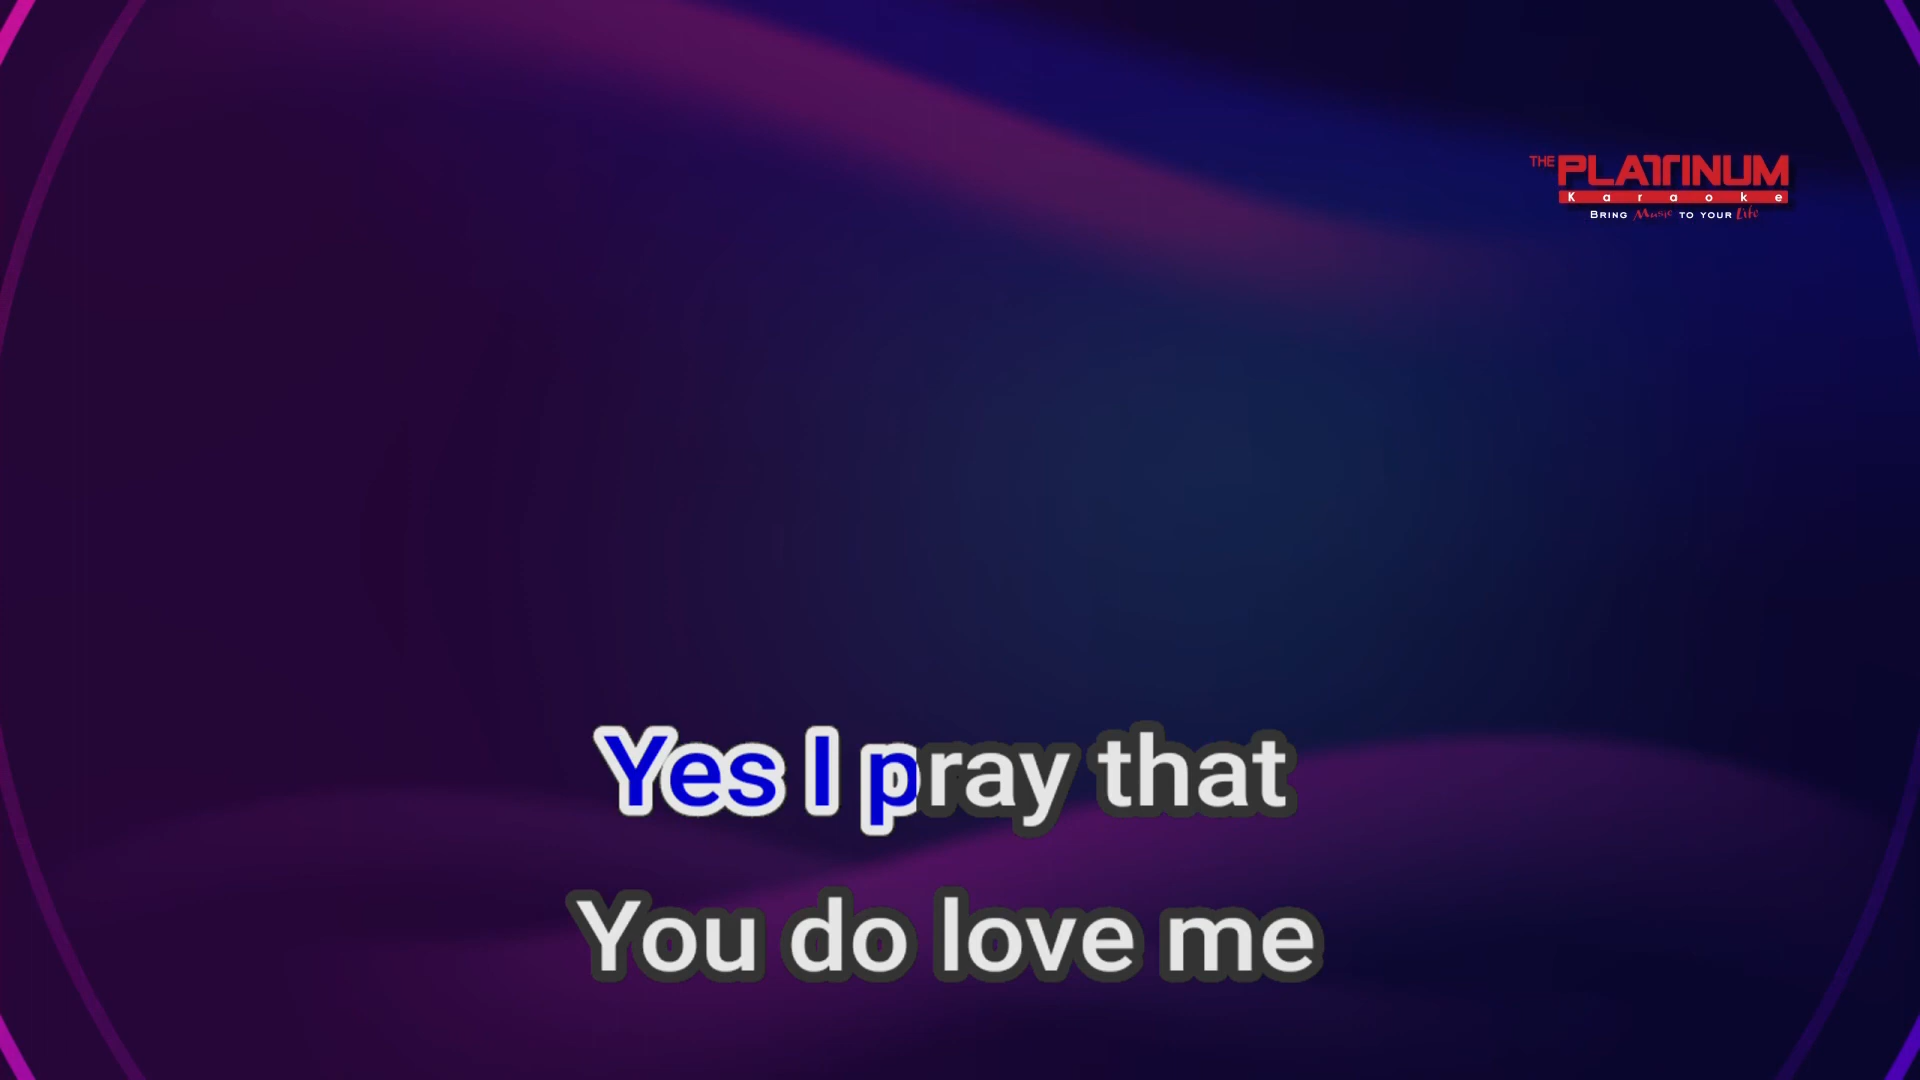 THE PLATINUM
Karaoke
BRING Music TO YOUR Life
Yes I pray that
You do love me